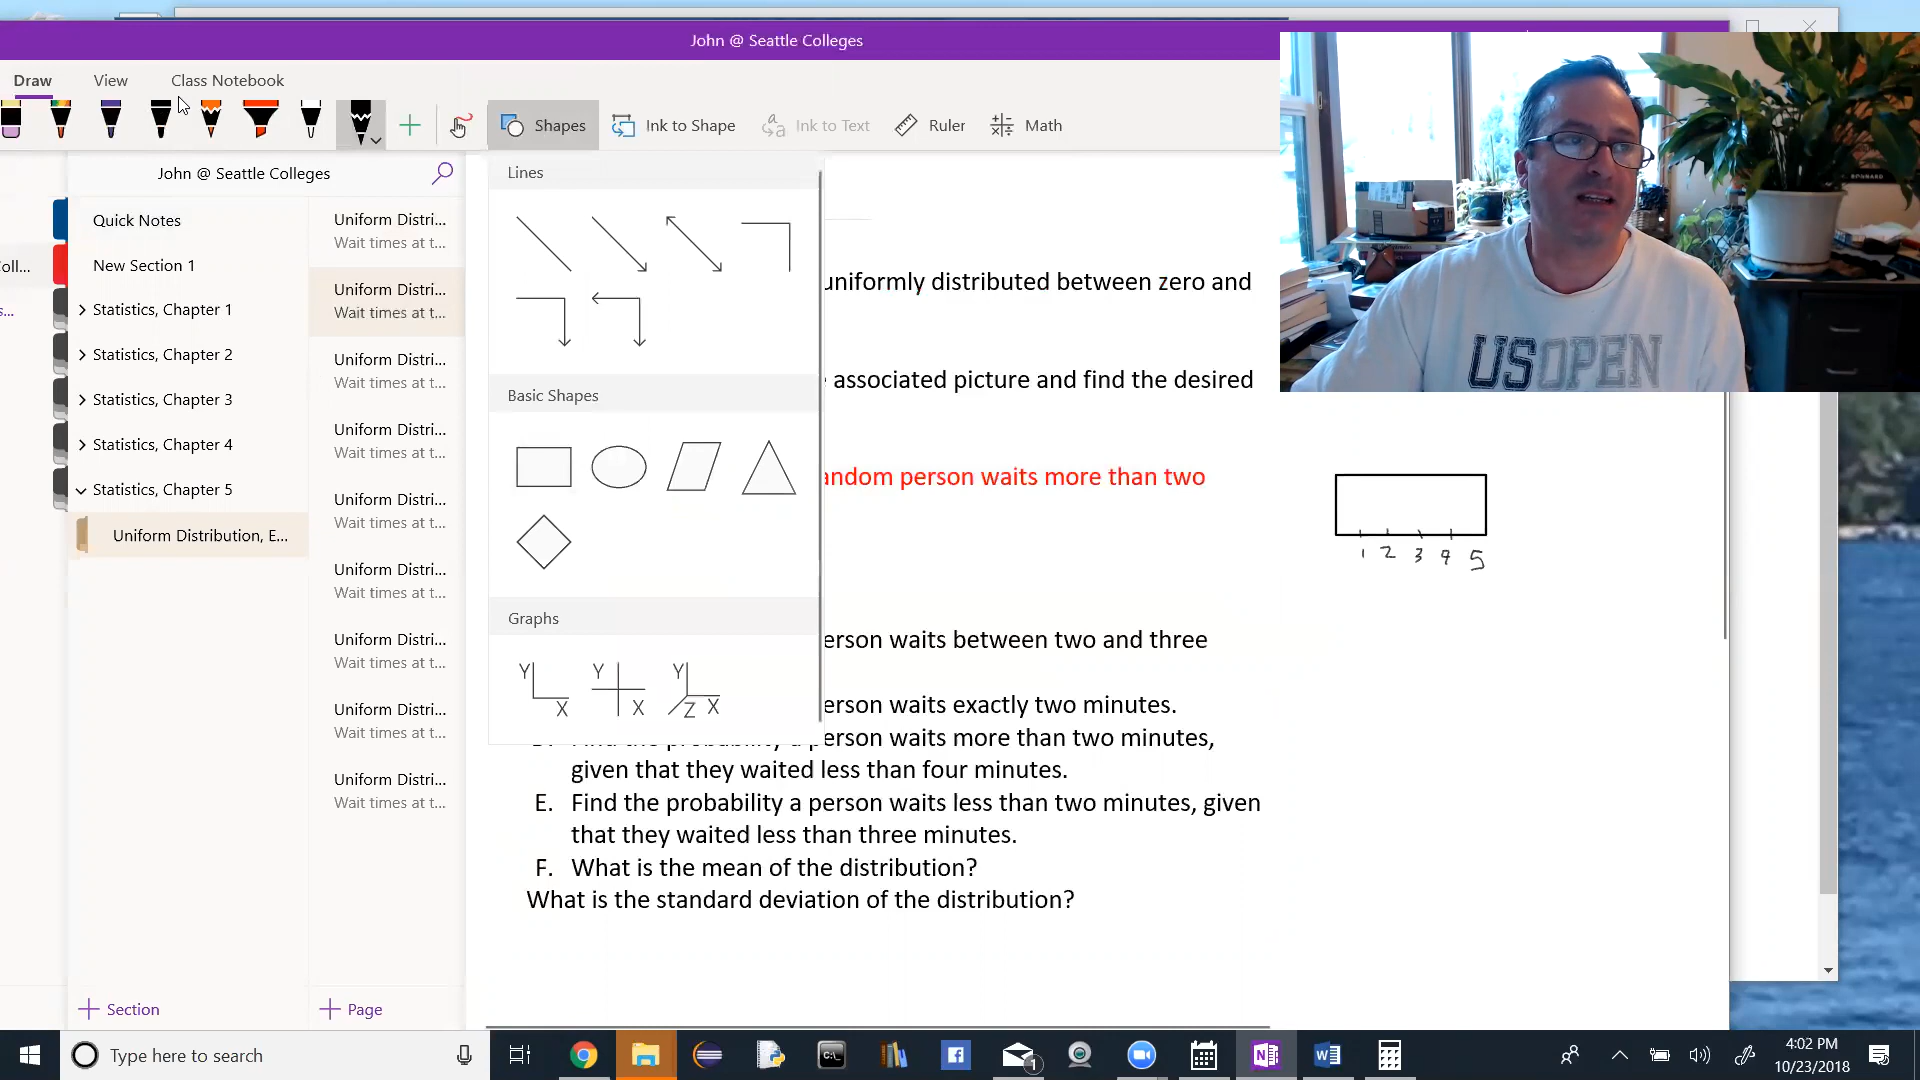 John @ Seattle Colleges
Draw View Class Notebook
Shapes Ink to Shape Ink to Text Ruler Math
John @ Seattle Colleges
Quick Notes
New Section 1
Statistics, Chapter 1
Statistics, Chapter 2
Statistics, Chapter 3
Statistics, Chapter 4
Statistics, Chapter 5
Uniform Distribution, E...
Section
oll...
s...
Uniform Distri...
Wait times at t...
Uniform Distri...
Wait times at t...
Uniform Distri...
Wait times at t...
Uniform Distri...
Wait times at t...
Uniform Distri...
Wait times at t...
Uniform Distri...
Wait times at t...
Uniform Distri...
Wait times at t...
Uniform Distri...
Wait times at t...
Uniform Distri...
Wait times at t...
Page
Lines
Basic Shapes
Graphs
Y X
Y X
Y Z X
uniformly distributed between zero and
associated picture and find the desired
andom person waits more than two
erson waits between two and three
erson waits exactly two minutes.
person waits more than two minutes,
given that they waited less than four minutes.
E. Find the probability a person waits less than two minutes, given
that they waited less than three minutes.
F. What is the mean of the distribution?
What is the standard deviation of the distribution?
1 2 3 4 5
US OPEN
Type here to search
1
4:02 PM
10/23/2018